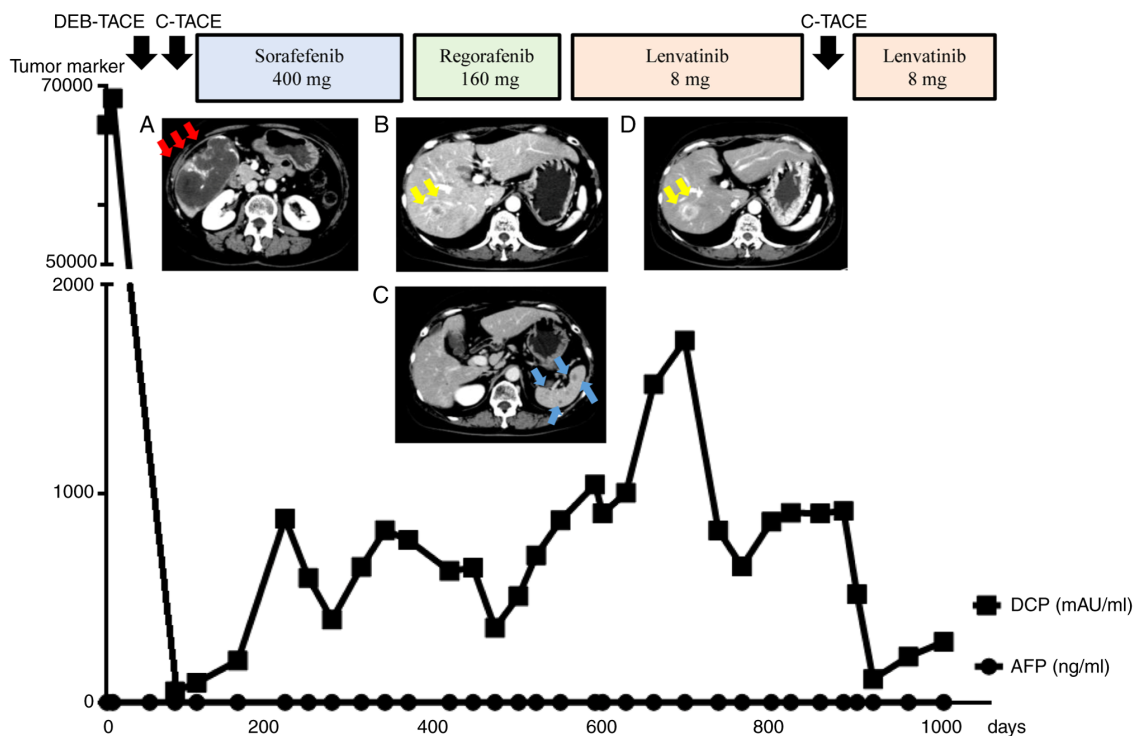 DEB-TACE C-TACE C-TACE
Sorafefenib
400 mg
Regorafenib
160 mg
Lenvatinib
8 mg
Lenvatinib
8 mg
Tumor marker
70000
A
B
D
50000
2000
C
1000
DCP (mAU/ml)
AFP (ng/ml)
0
0 200 400 600 800 1000 days